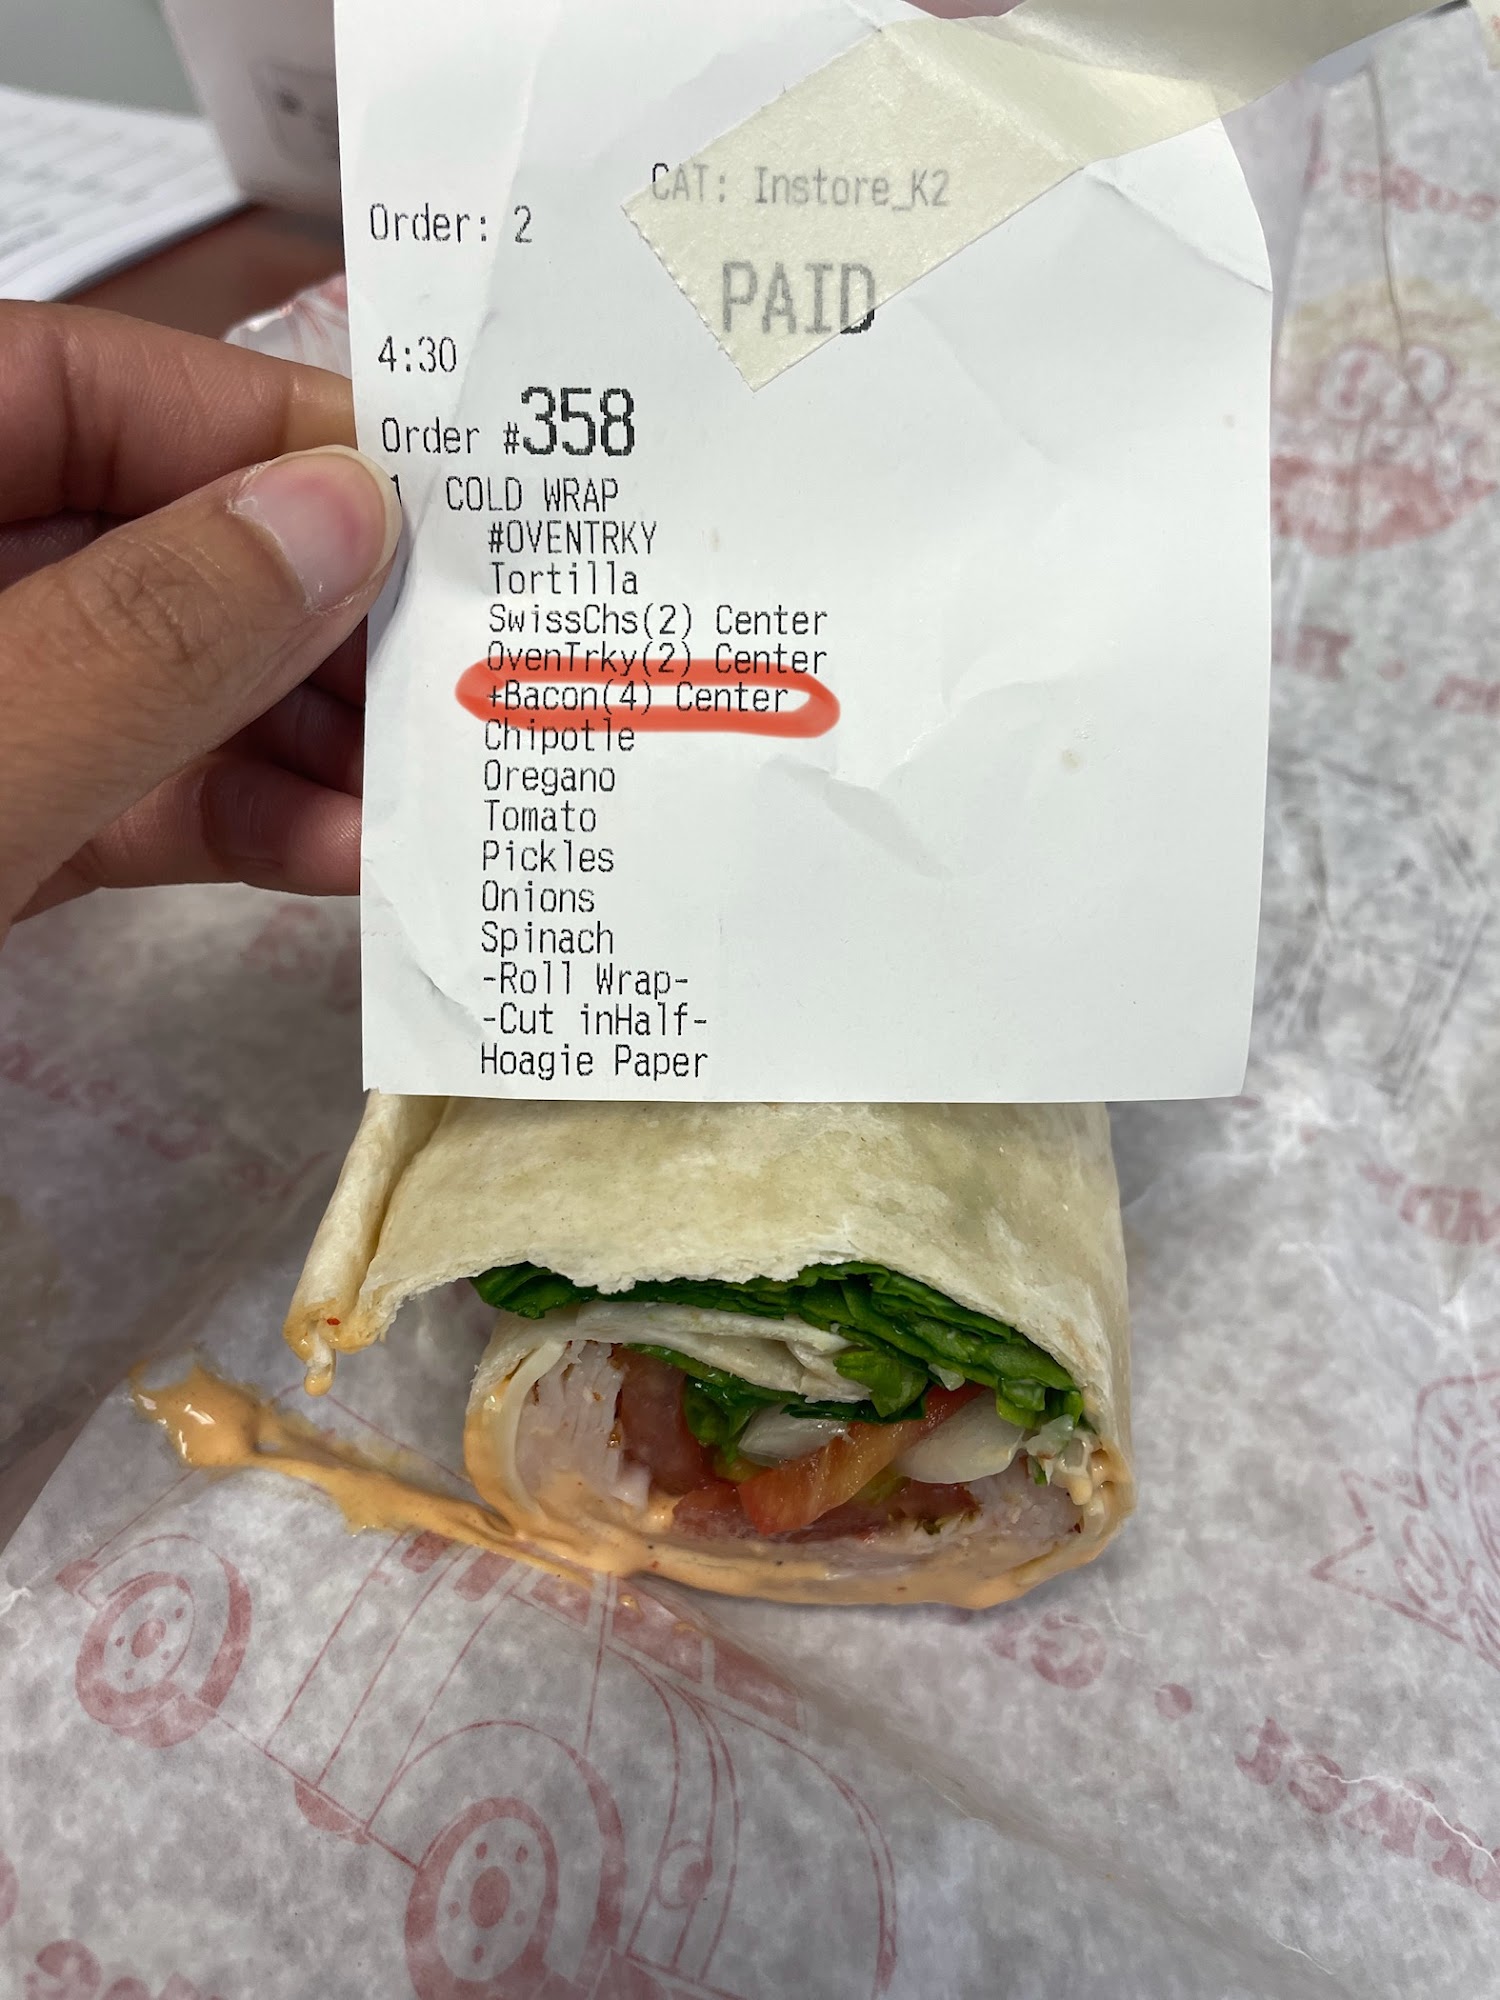 CAT: Instore_K2
Order: 2
PAID
4:30
Order #358
1 COLD WRAP
#OVENTRKY
Tortilla
SwissChs(2) Center
OvenTrky(2) Center
+Bacon(4) Center
Chipotle
Oregano
Tomato
Pickles
Onions
Spinach
-Roll Wrap-
-Cut inHalf-
Hoagie Paper